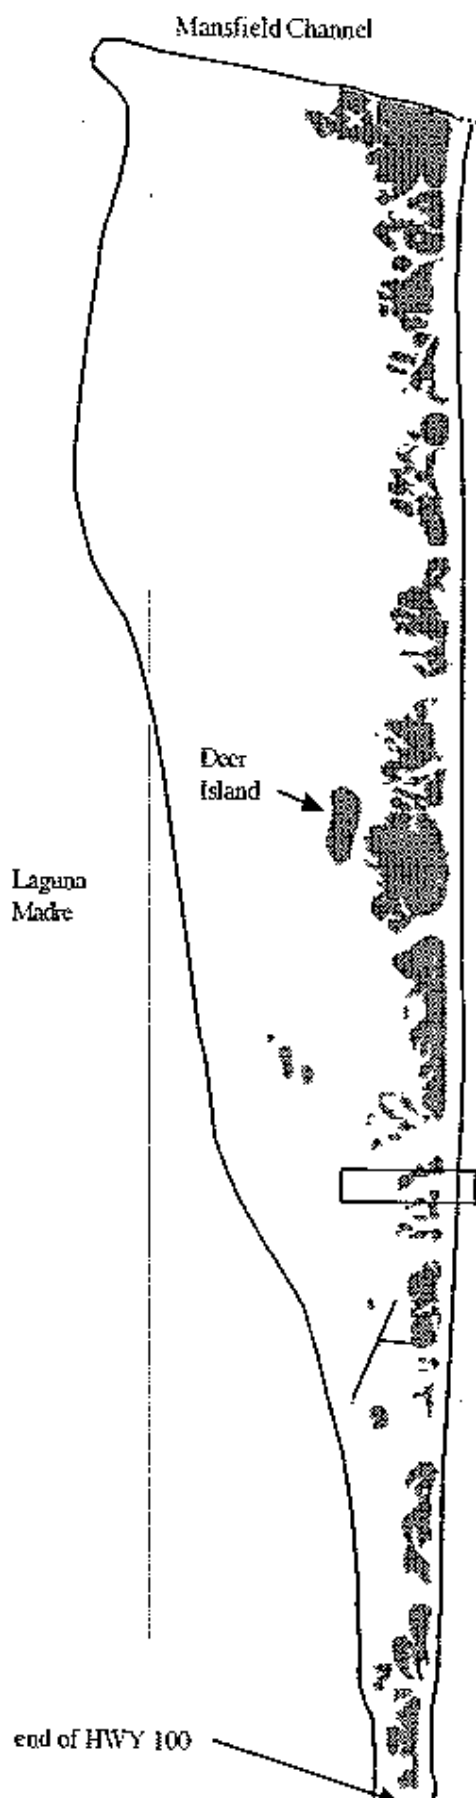 Mansfield Channel
Deer
Island
Laguna
Madre
end of HWY 100